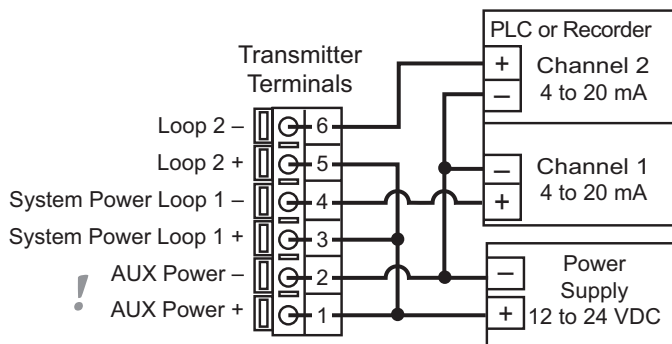 Transmitter
Terminals
Loop 2 –
Loop 2 +
System Power Loop 1 –
System Power Loop 1 +
! AUX Power –
AUX Power +
6
5
4
3
2
1
PLC or Recorder
+ Channel 2
– 4 to 20 mA
– Channel 1
+ 4 to 20 mA
– Power
Supply
+ 12 to 24 VDC